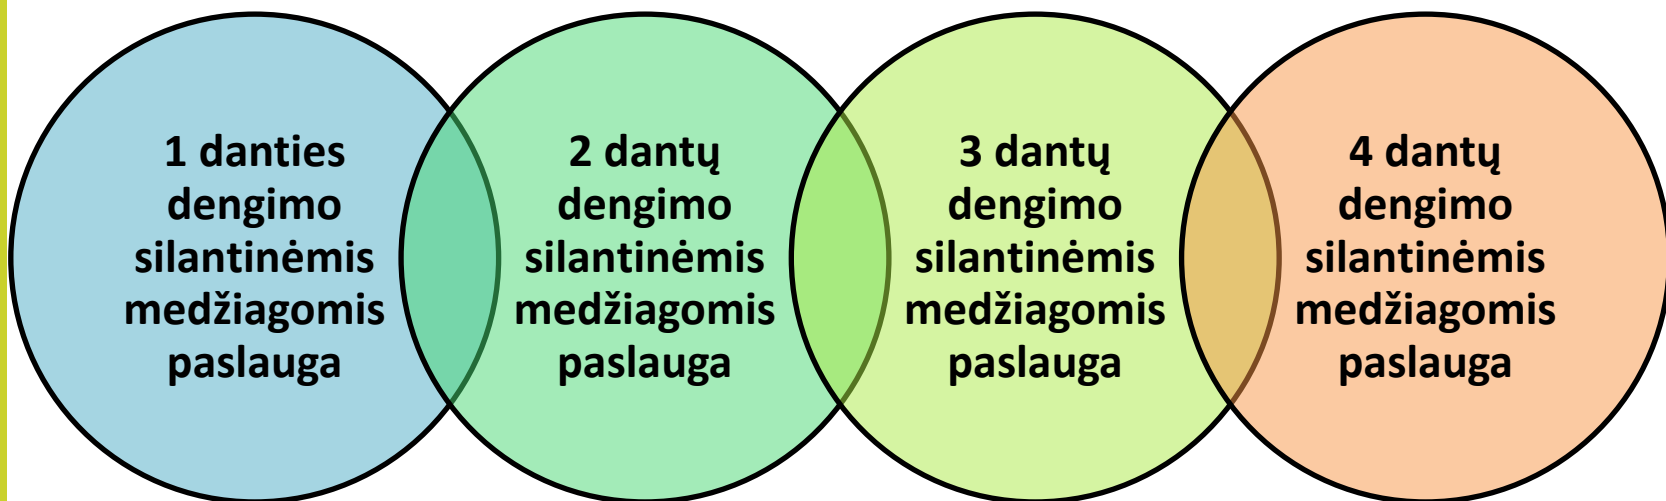 1 danties
dengimo
silantinėmis
medžiagomis
paslauga
2 dantų
dengimo
silantinėmis
medžiagomis
paslauga
3 dantų
dengimo
silantinėmis
medžiagomis
paslauga
4 dantų
dengimo
silantinėmis
medžiagomis
paslauga